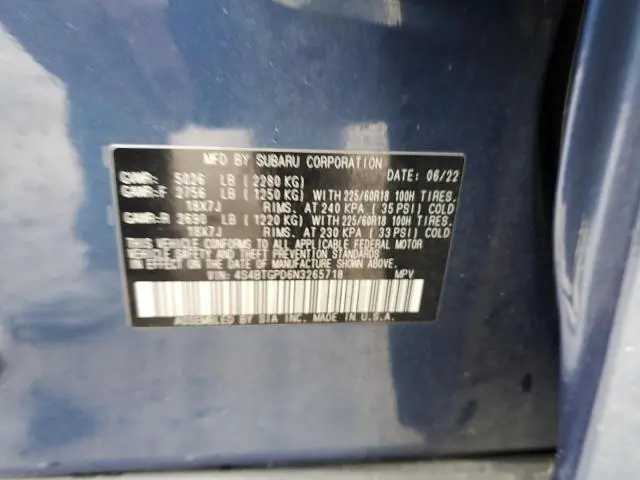 MFD BY SUBARU CORPORATION DATE: 06/22
GVWR: 5026 LB (2280 KG)
GAWR:F 2756 LB (1250 KG) WITH 225/60R18 100H TIRES.
18X7J RIMS. AT 240 KPA (35 PSI) COLD
GAWR:R 2690 LB (1220 KG) WITH 225/60R18 100H TIRES.
18X7J RIMS. AT 230 KPA (33 PSI) COLD
THIS VEHICLE CONFORMS TO ALL APPLICABLE FEDERAL MOTOR
VEHICLE SAFETY AND THEFT PREVENTION STANDARDS IN EFFECT
ON THE DATE OF MANUFACTURE SHOWN ABOVE.
VIN: 4S4BTGPD6N3265718 MPV
ASSEMBLED BY SIA INC. MADE IN U.S.A.